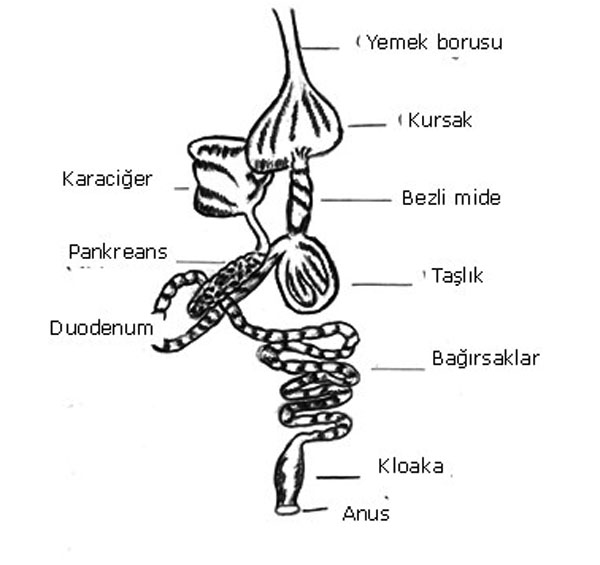 Yemek borusu
Kursak
Karaciğer
Bezli mide
Pankreans
Taşlık
Duodenum
Bağırsaklar
Kloaka
Anus